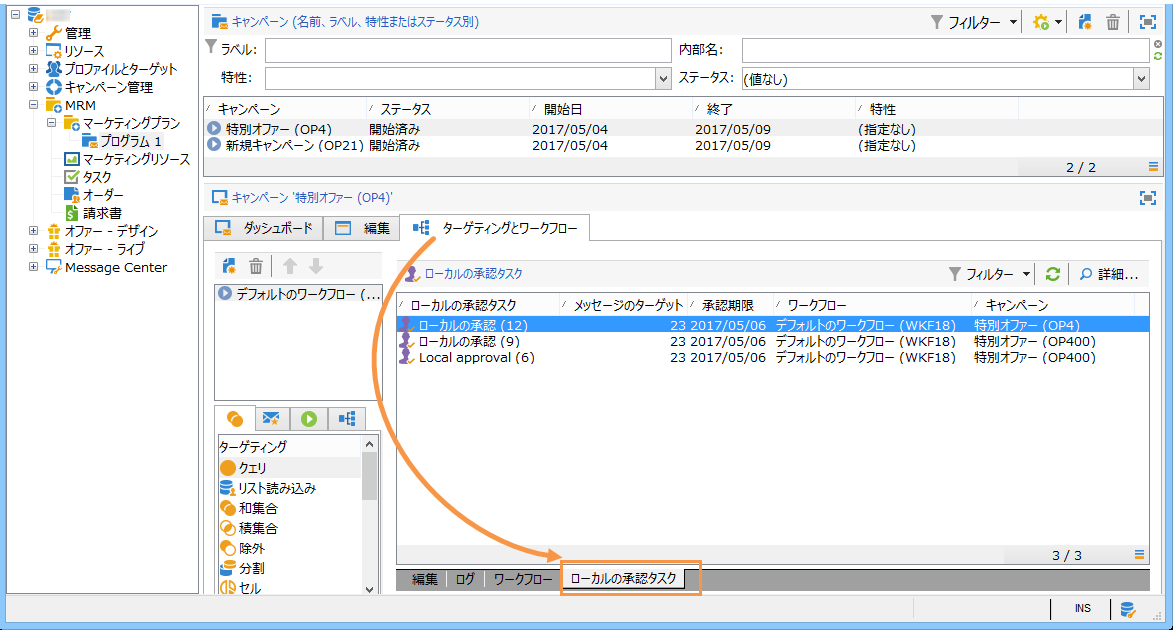 管理
リソース
プロファイルとターゲット
キャンペーン管理
MRM
マーケティングプラン
プログラム 1
マーケティングリソース
タスク
オーダー
請求書
オファー - デザイン
オファー - ライブ
Message Center
キャンペーン (名前、ラベル、特性またはステータス別)
フィルター
ラベル:
内部名:
特性:
ステータス: (値なし)
キャンペーン ステータス 開始日 終了 特性
特別オファー (OP4) 開始済み 2017/05/04 2017/05/09 (指定なし)
新規キャンペーン (OP21) 開始済み 2017/05/04 2017/05/09 (指定なし)
2 / 2
キャンペーン '特別オファー (OP4)'
ダッシュボード 編集 ターゲティングとワークフロー
デフォルトのワークフロー (...
ターゲティング
クエリ
リスト読み込み
和集合
積集合
除外
分割
セル
ローカルの承認タスク
フィルター 詳細...
ローカルの承認タスク メッセージのターゲット 承認期限 ワークフロー キャンペーン
ローカルの承認 (12) 23 2017/05/06 デフォルトのワークフロー (WKF18) 特別オファー (OP4)
ローカルの承認 (9) 23 2017/05/06 デフォルトのワークフロー (WKF18) 特別オファー (OP400)
Local approval (6) 23 2017/05/06 デフォルトのワークフロー (WKF18) 特別オファー (OP400)
3 / 3
編集 ログ ワークフロー ローカルの承認タスク
INS